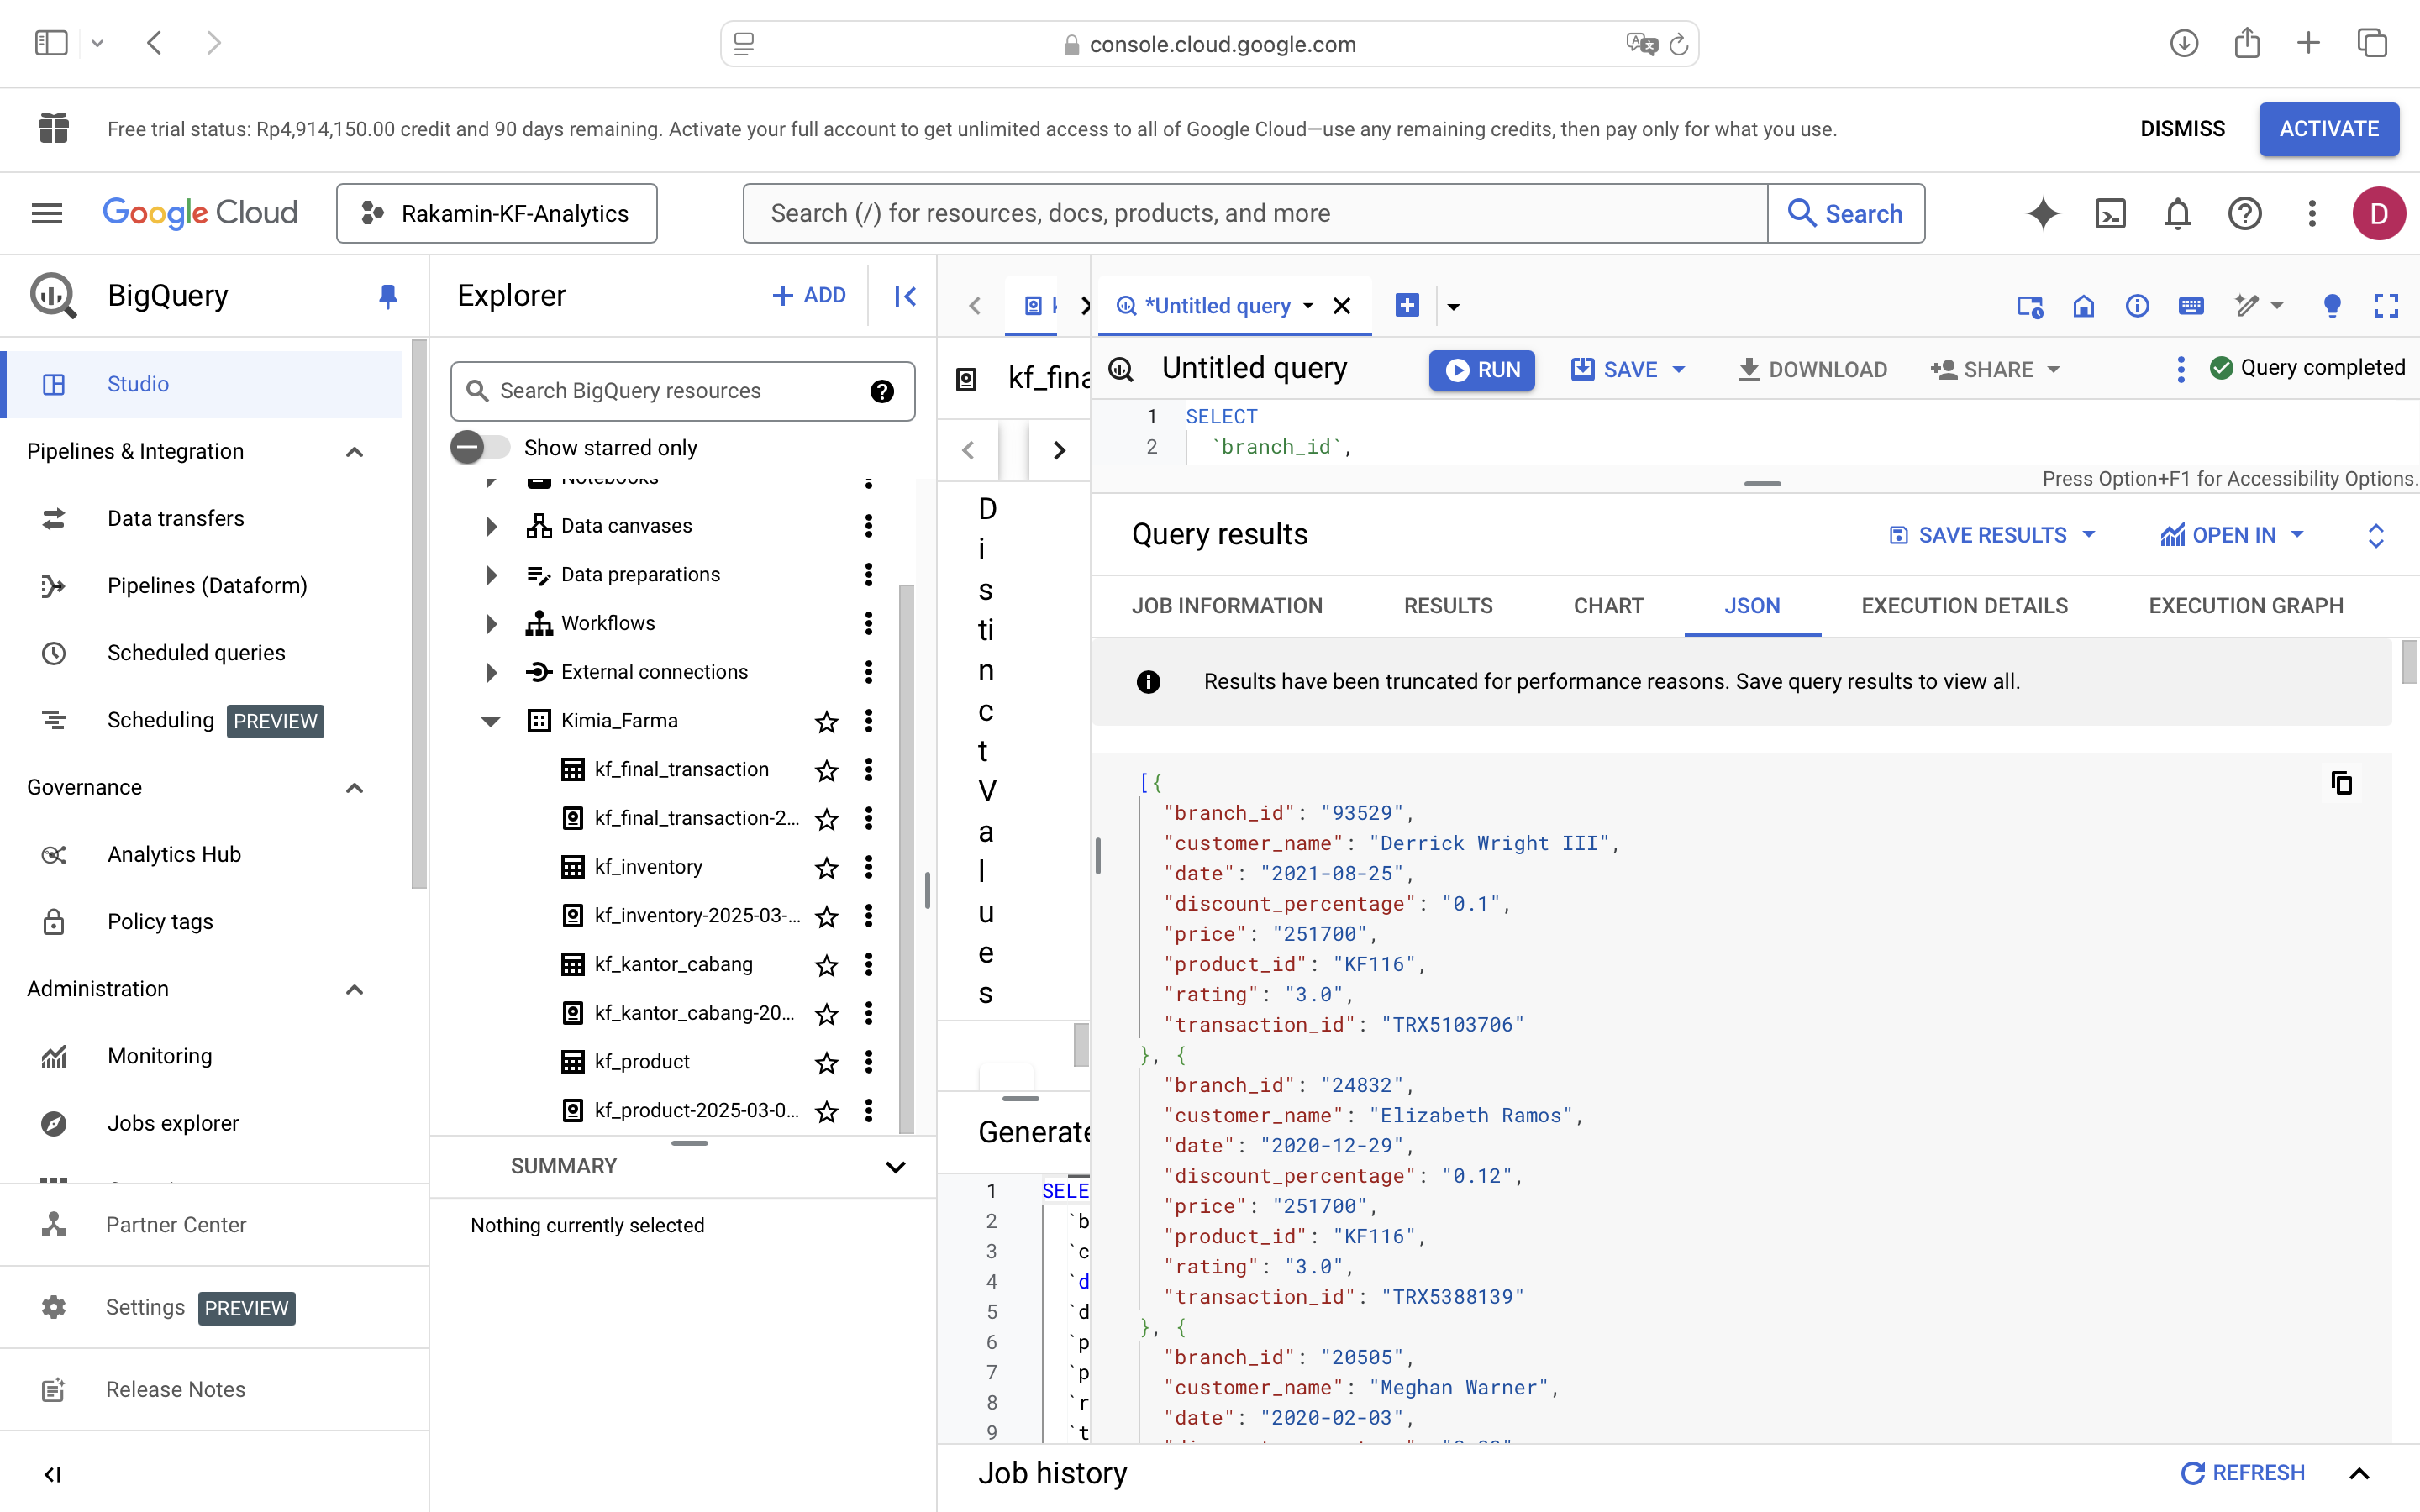 console.cloud.google.com
Free trial status: Rp4,914,150.00 credit and 90 days remaining. Activate your full account to get unlimited access to all of Google Cloud—use any remaining credits, then pay only for what you use.
DISMISS
ACTIVATE
Google Cloud
Rakamin-KF-Analytics
Search (/) for resources, docs, products, and more
Search
D
BigQuery
Studio
Pipelines & Integration
Data transfers
Pipelines (Dataform)
Scheduled queries
Scheduling PREVIEW
Governance
Analytics Hub
Policy tags
Administration
Monitoring
Jobs explorer
Partner Center
Settings PREVIEW
Release Notes
Explorer
+ ADD
Search BigQuery resources
Show starred only
Notebooks
Data canvases
Data preparations
Workflows
External connections
Kimia_Farma
kf_final_transaction
kf_final_transaction-2...
kf_inventory
kf_inventory-2025-03-...
kf_kantor_cabang
kf_kantor_cabang-20...
kf_product
kf_product-2025-03-0...
SUMMARY
Nothing currently selected
kf_fina
D
i
s
ti
n
c
t
V
a
l
u
e
s
Generate
1 SELE
2 `b
3 `c
4 `d
5 `d
6 `p
7 `p
8 `r
9 `t
*Untitled query
Untitled query
RUN
SAVE
DOWNLOAD
SHARE
Query completed
1 SELECT
2 `branch_id`,
Press Option+F1 for Accessibility Options.
Query results
SAVE RESULTS
OPEN IN
JOB INFORMATION
RESULTS
CHART
JSON
EXECUTION DETAILS
EXECUTION GRAPH
Results have been truncated for performance reasons. Save query results to view all.
[{
"branch_id": "93529",
"customer_name": "Derrick Wright III",
"date": "2021-08-25",
"discount_percentage": "0.1",
"price": "251700",
"product_id": "KF116",
"rating": "3.0",
"transaction_id": "TRX5103706"
}, {
"branch_id": "24832",
"customer_name": "Elizabeth Ramos",
"date": "2020-12-29",
"discount_percentage": "0.12",
"price": "251700",
"product_id": "KF116",
"rating": "3.0",
"transaction_id": "TRX5388139"
}, {
"branch_id": "20505",
"customer_name": "Meghan Warner",
"date": "2020-02-03",
Job history
REFRESH